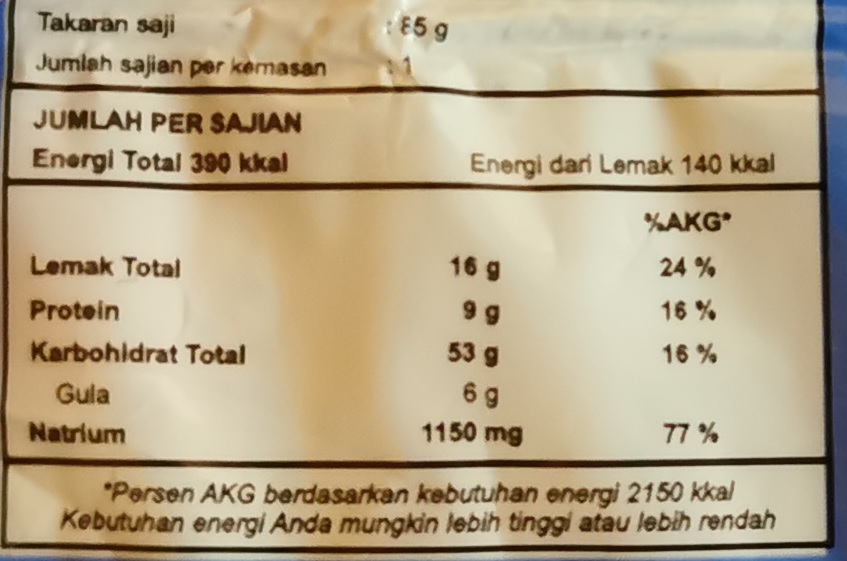 Takaran saji : 85 g
Jumlah sajian per kemasan : 1
JUMLAH PER SAJIAN
Energi Total 390 kkal Energi dari Lemak 140 kkal
%AKG*
Lemak Total 16 g 24 %
Protein 9 g 16 %
Karbohidrat Total 53 g 16 %
Gula 6 g
Natrium 1150 mg 77 %
*Persen AKG berdasarkan kebutuhan energi 2150 kkal
Kebutuhan energi Anda mungkin lebih tinggi atau lebih rendah